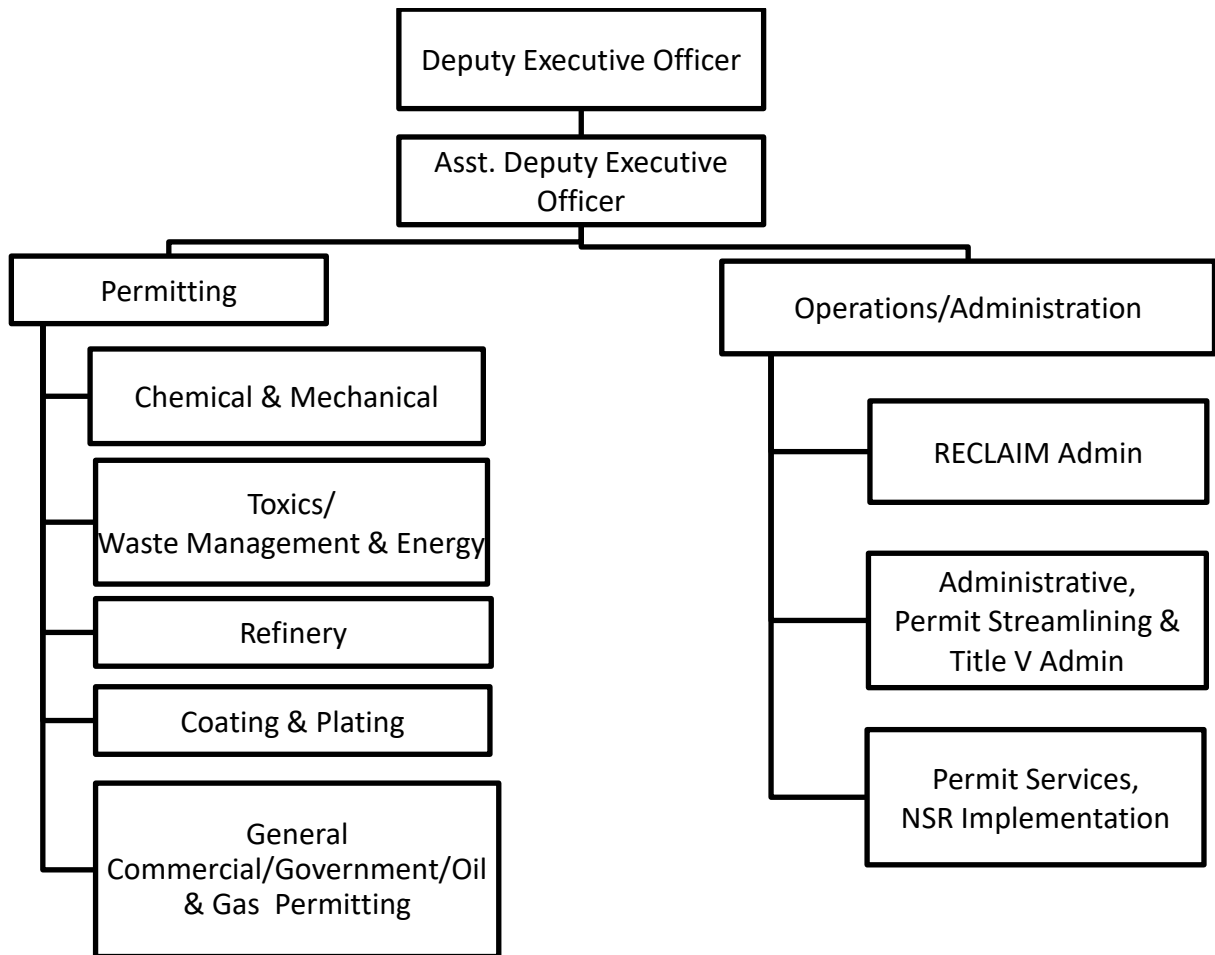 Deputy Executive Officer
Asst. Deputy Executive
Officer
Permitting
Chemical & Mechanical
Toxics/
Waste Management & Energy
Refinery
Coating & Plating
General
Commercial/Government/Oil
& Gas Permitting
Operations/Administration
RECLAIM Admin
Administrative,
Permit Streamlining &
Title V Admin
Permit Services,
NSR Implementation